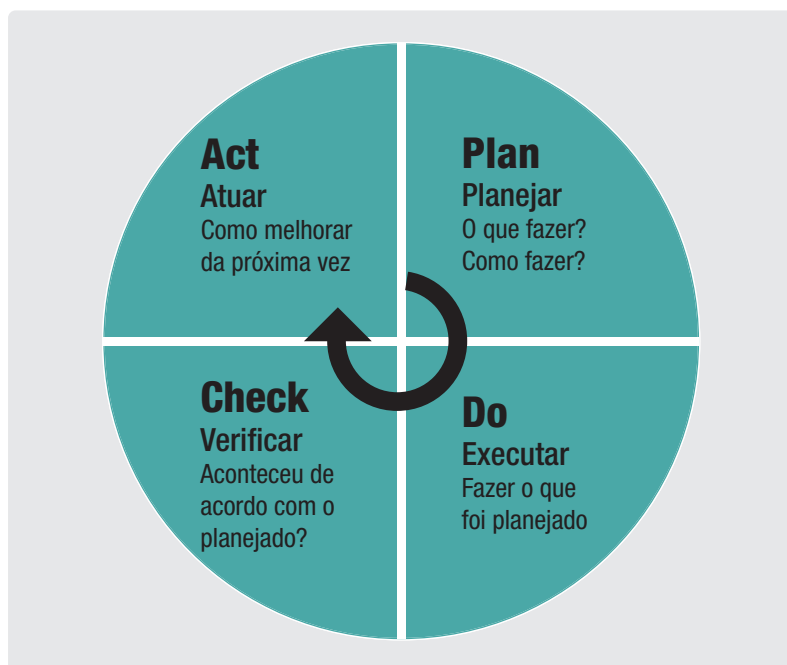 Act
Atuar
Como melhorar
da próxima vez
Plan
Planejar
O que fazer?
Como fazer?
Check
Verificar
Aconteceu de
acordo com o
planejado?
Do
Executar
Fazer o que
foi planejado